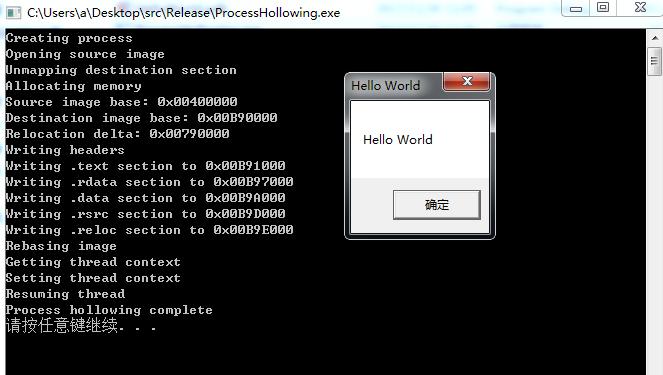 C:\Users\a\Desktop\src\Release\ProcessHollowing.exe
Creating process
Opening source image
Unmapping destination section
Allocating memory
Source image base: 0x00400000
Destination image base: 0x00B90000
Relocation delta: 0x00790000
Writing headers
Writing .text section to 0x00B91000
Writing .rdata section to 0x00B97000
Writing .data section to 0x00B9A000
Writing .rsrc section to 0x00B9D000
Writing .reloc section to 0x00B9E000
Rebasing image
Getting thread context
Setting thread context
Resuming thread
Process hollowing complete
请按任意键继续. . .
Hello World
Hello World
确定